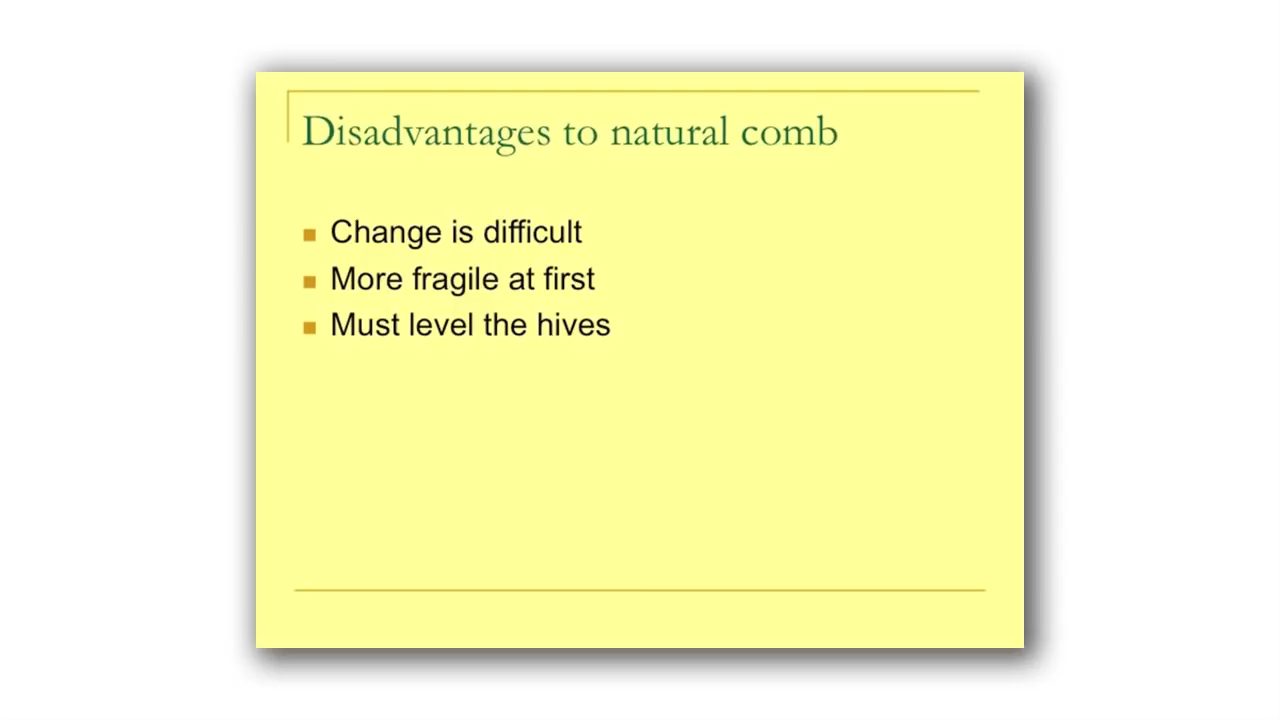 Disadvantages to natural comb
Change is difficult
More fragile at first
Must level the hives